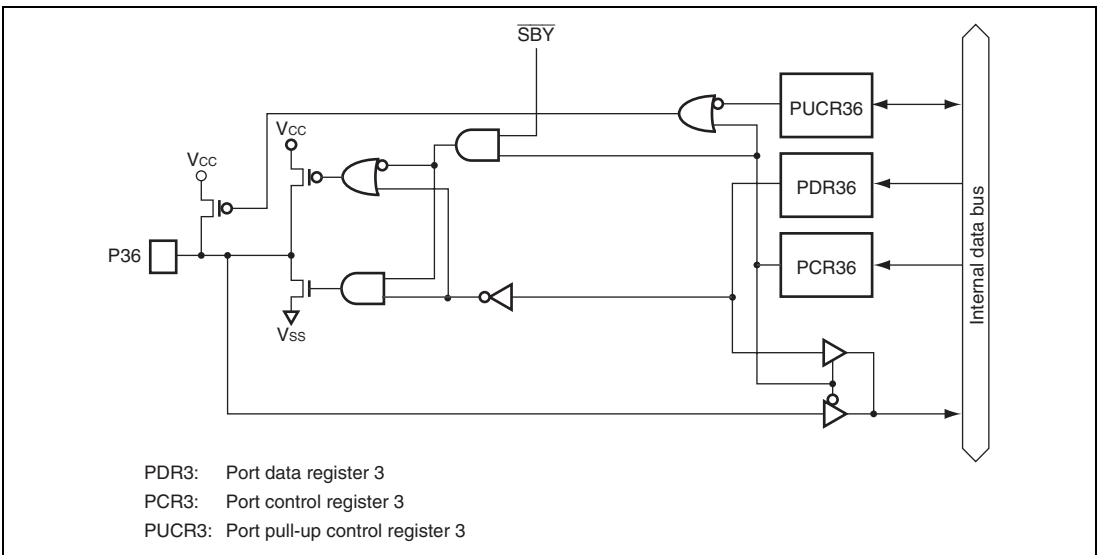 SBY
PUCR36
VCC
VCC
PDR36
P36
PCR36
VSS
Internal data bus
PDR3: Port data register 3
PCR3: Port control register 3
PUCR3: Port pull-up control register 3